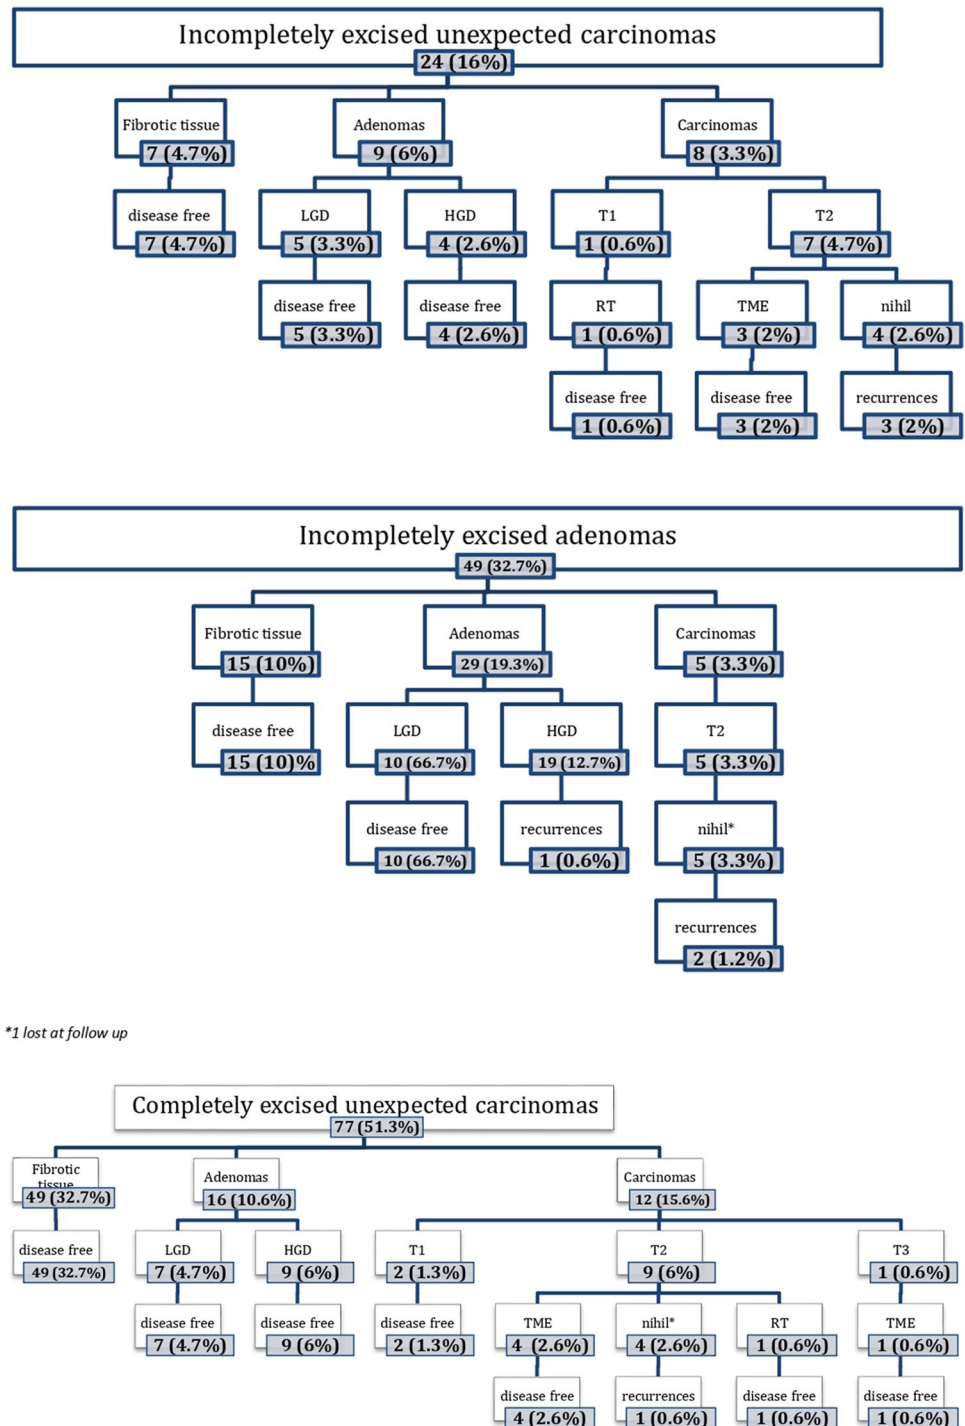 Incompletely excised unexpected carcinomas
24 (16%)
Fibrotic tissue
Adenomas
Carcinomas
7 (4.7%)
9 (6%)
8 (3.3%)
disease free
LGD
HGD
T1
T2
7 (4.7%)
5 (3.3%)
4 (2.6%)
1 (0.6%)
7 (4.7%)
disease free
disease free
RT
TME
nihil
5 (3.3%)
4 (2.6%)
1 (0.6%)
3 (2%)
4 (2.6%)
disease free
disease free
recurrences
1 (0.6%)
3 (2%)
3 (2%)
Incompletely excised adenomas
49 (32.7%)
Fibrotic tissue
Adenomas
Carcinomas
15 (10%)
29 (19.3%)
5 (3.3%)
disease free
LGD
HGD
T2
15 (10)%
10 (66.7%)
19 (12.7%)
5 (3.3%)
disease free
recurrences
nihil*
10 (66.7%)
1 (0.6%)
5 (3.3%)
recurrences
2 (1.2%)
*1 lost at follow up
Completely excised unexpected carcinomas
77 (51.3%)
Fibrotic
tissue
Adenomas
Carcinomas
49 (32.7%)
16 (10.6%)
12 (15.6%)
disease free
LGD
HGD
T1
T2
T3
49 (32.7%)
7 (4.7%)
9 (6%)
2 (1.3%)
9 (6%)
1 (0.6%)
disease free
disease free
disease free
TME
nihil*
RT
TME
7 (4.7%)
9 (6%)
2 (1.3%)
4 (2.6%)
4 (2.6%)
1 (0.6%)
1 (0.6%)
disease free
recurrences
disease free
disease free
4 (2.6%)
1 (0.6%)
1 (0.6%)
1 (0.6%)